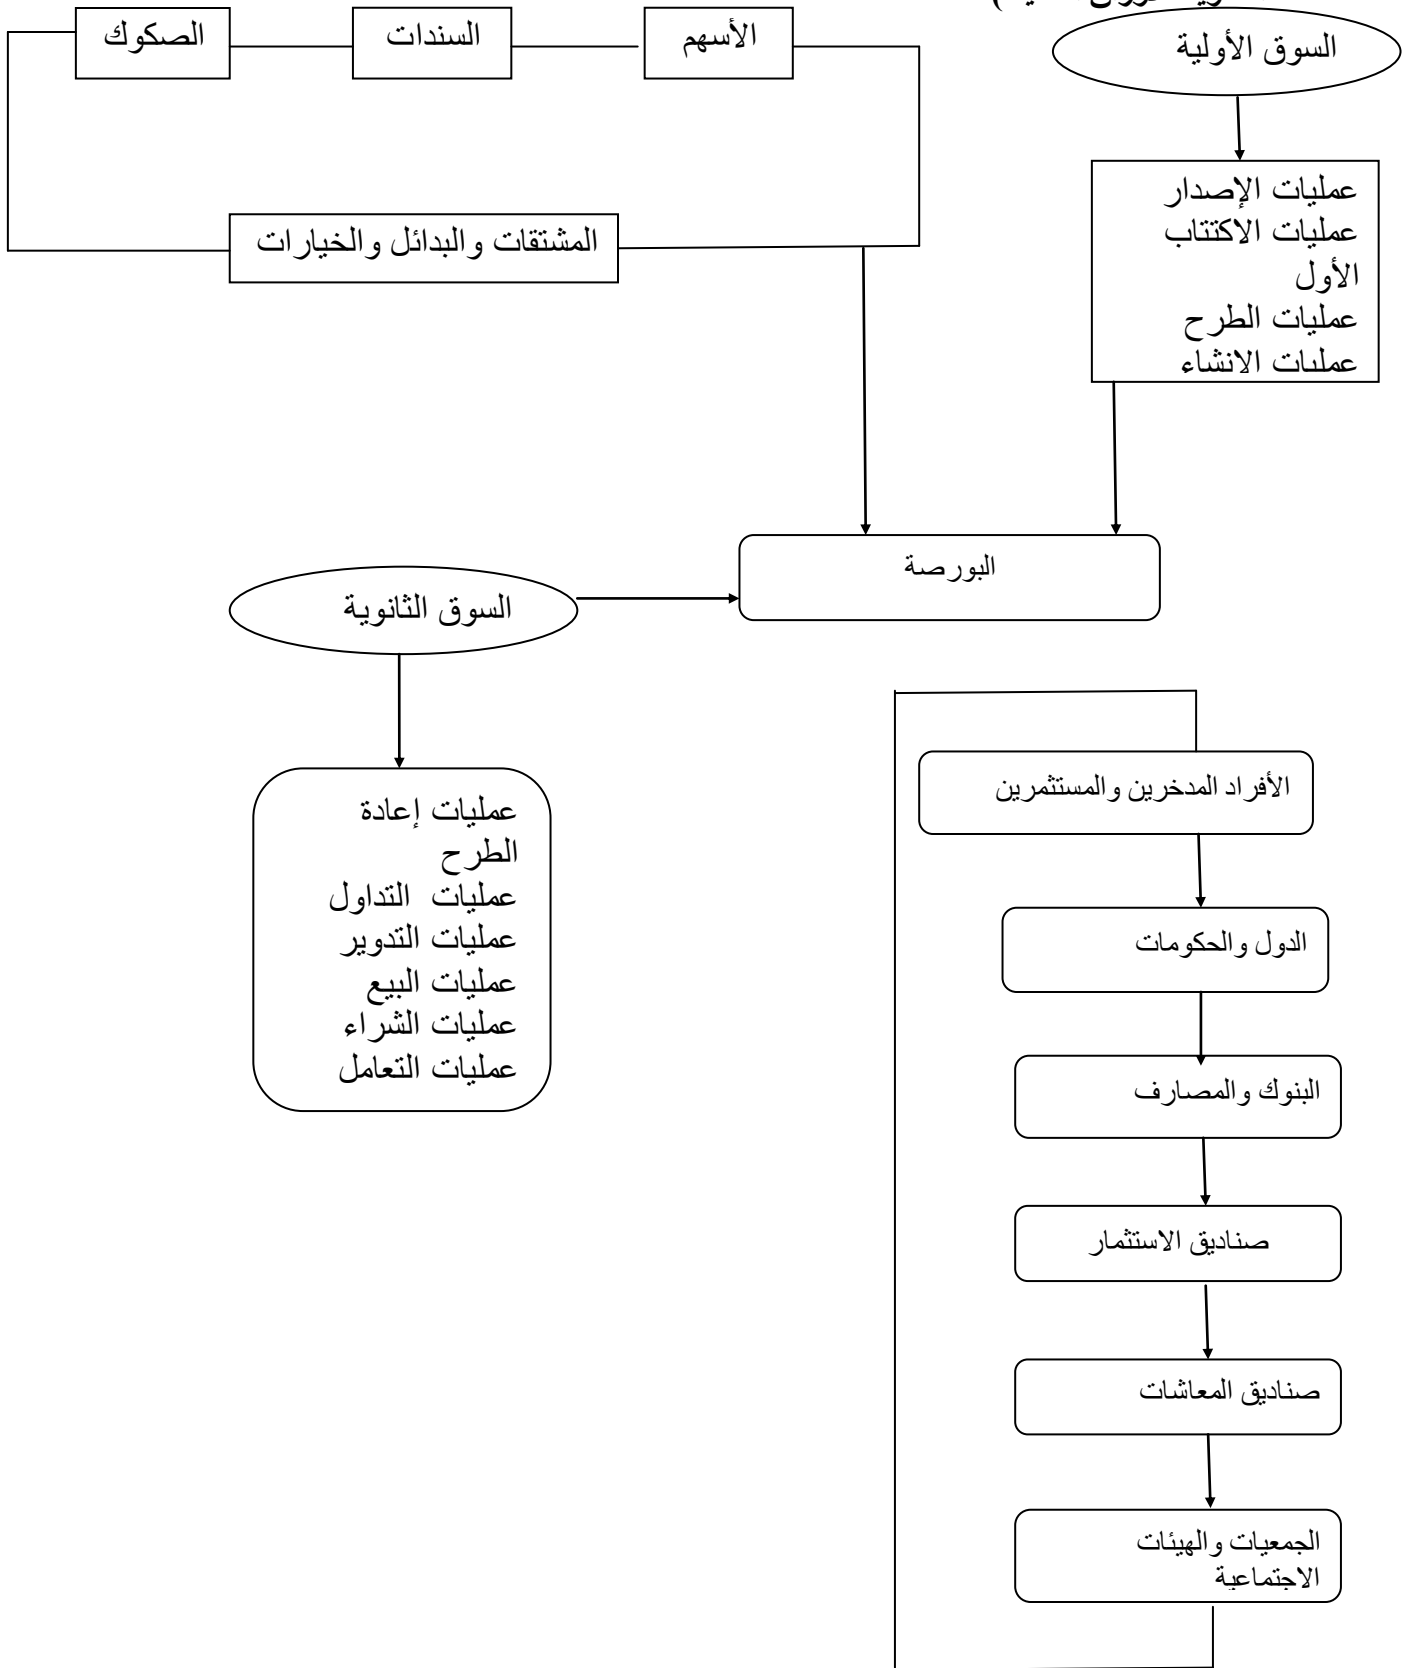 السوق الأولية
الأسهم
السندات
الصكوك
عمليات الإصدار
عمليات الاكتتاب
الأول
عمليات الطرح
عمليات الانشاء
المشتقات والبدائل والخيارات
البورصة
السوق الثانوية
الأفراد المدخرين والمستثمرين
عمليات إعادة
الطرح
عمليات التداول
عمليات التدوير
عمليات البيع
عمليات الشراء
عمليات التعامل
الدول والحكومات
البنوك والمصارف
صناديق الاستثمار
صناديق المعاشات
الجمعيات والهيئات
الاجتماعية